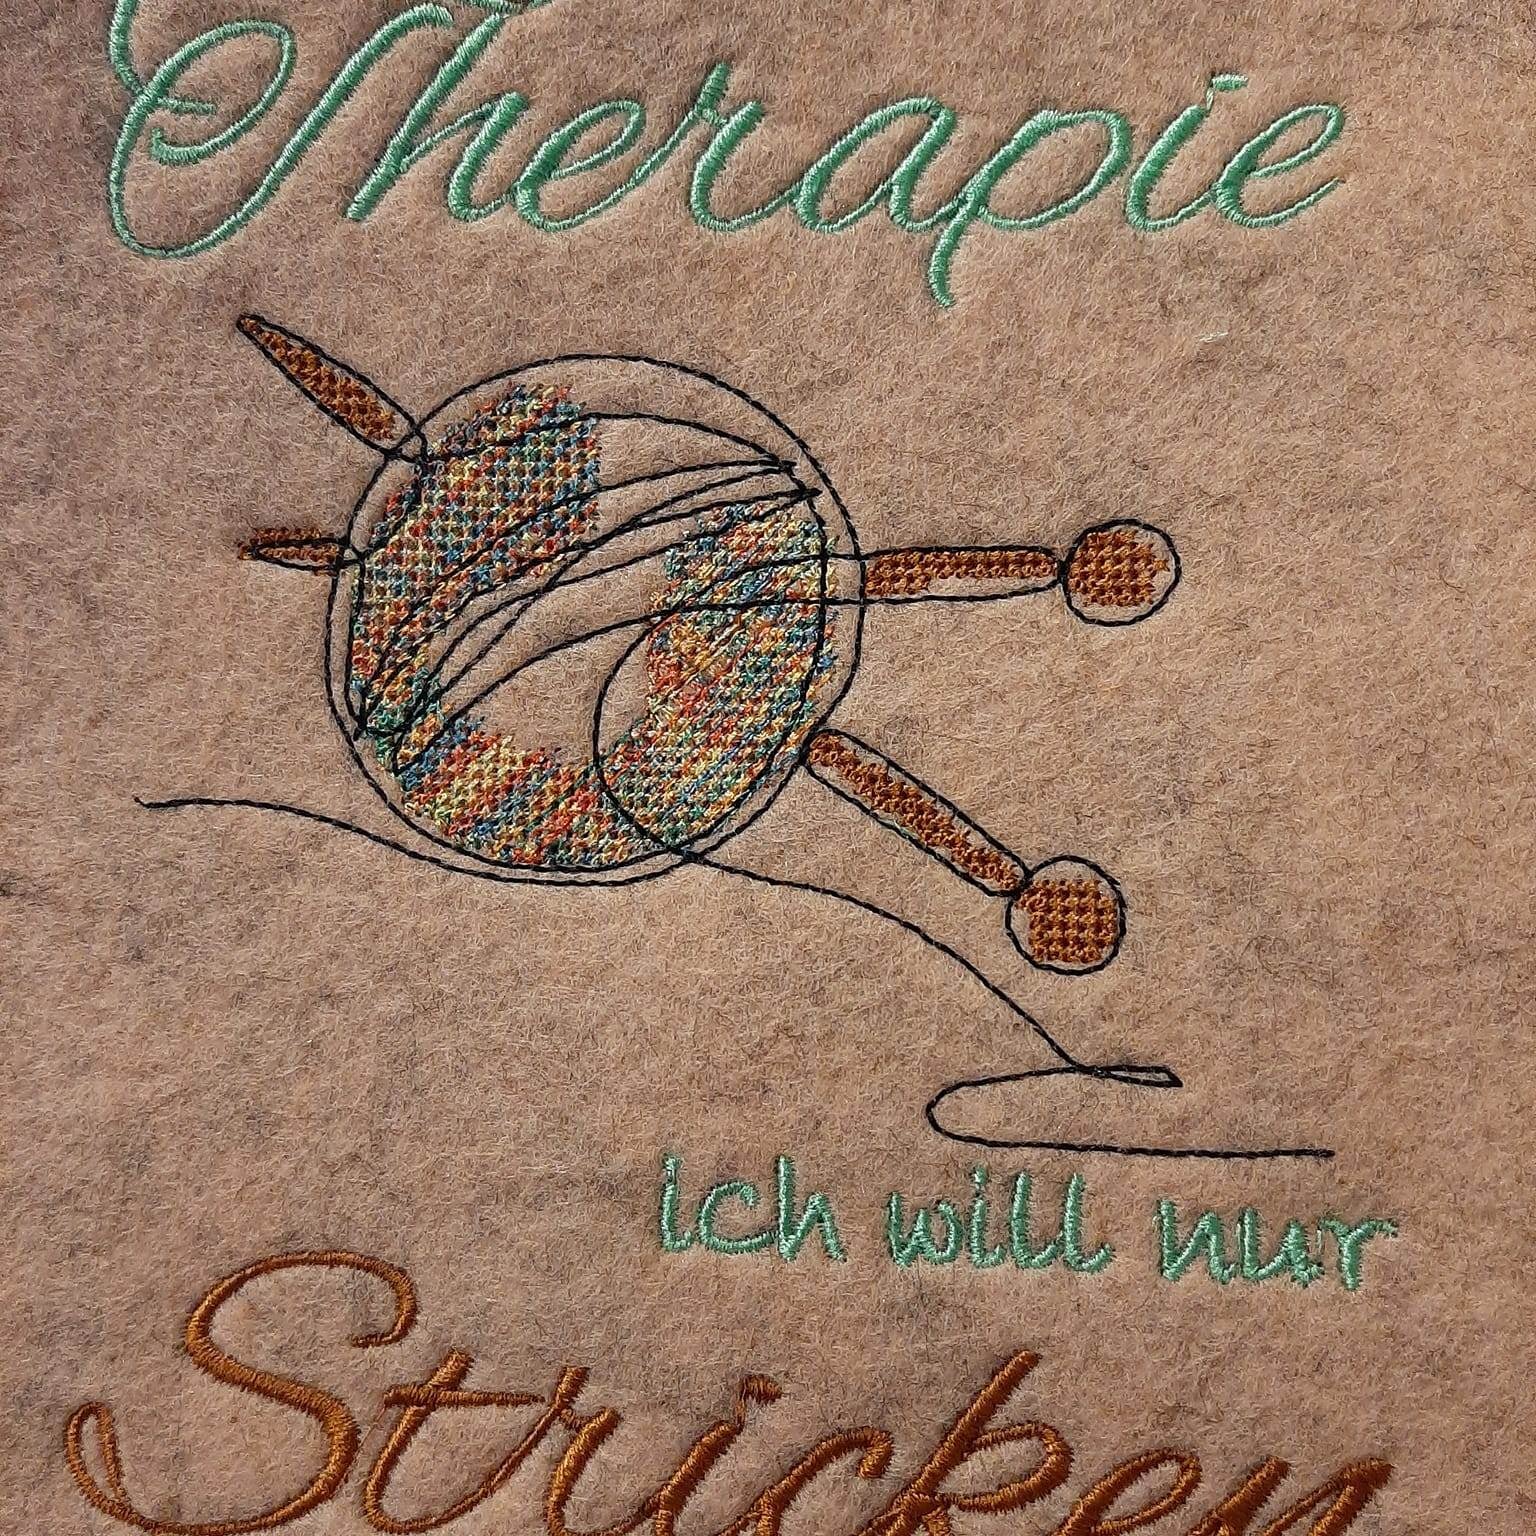 Therapie
ich will nur
Stricken